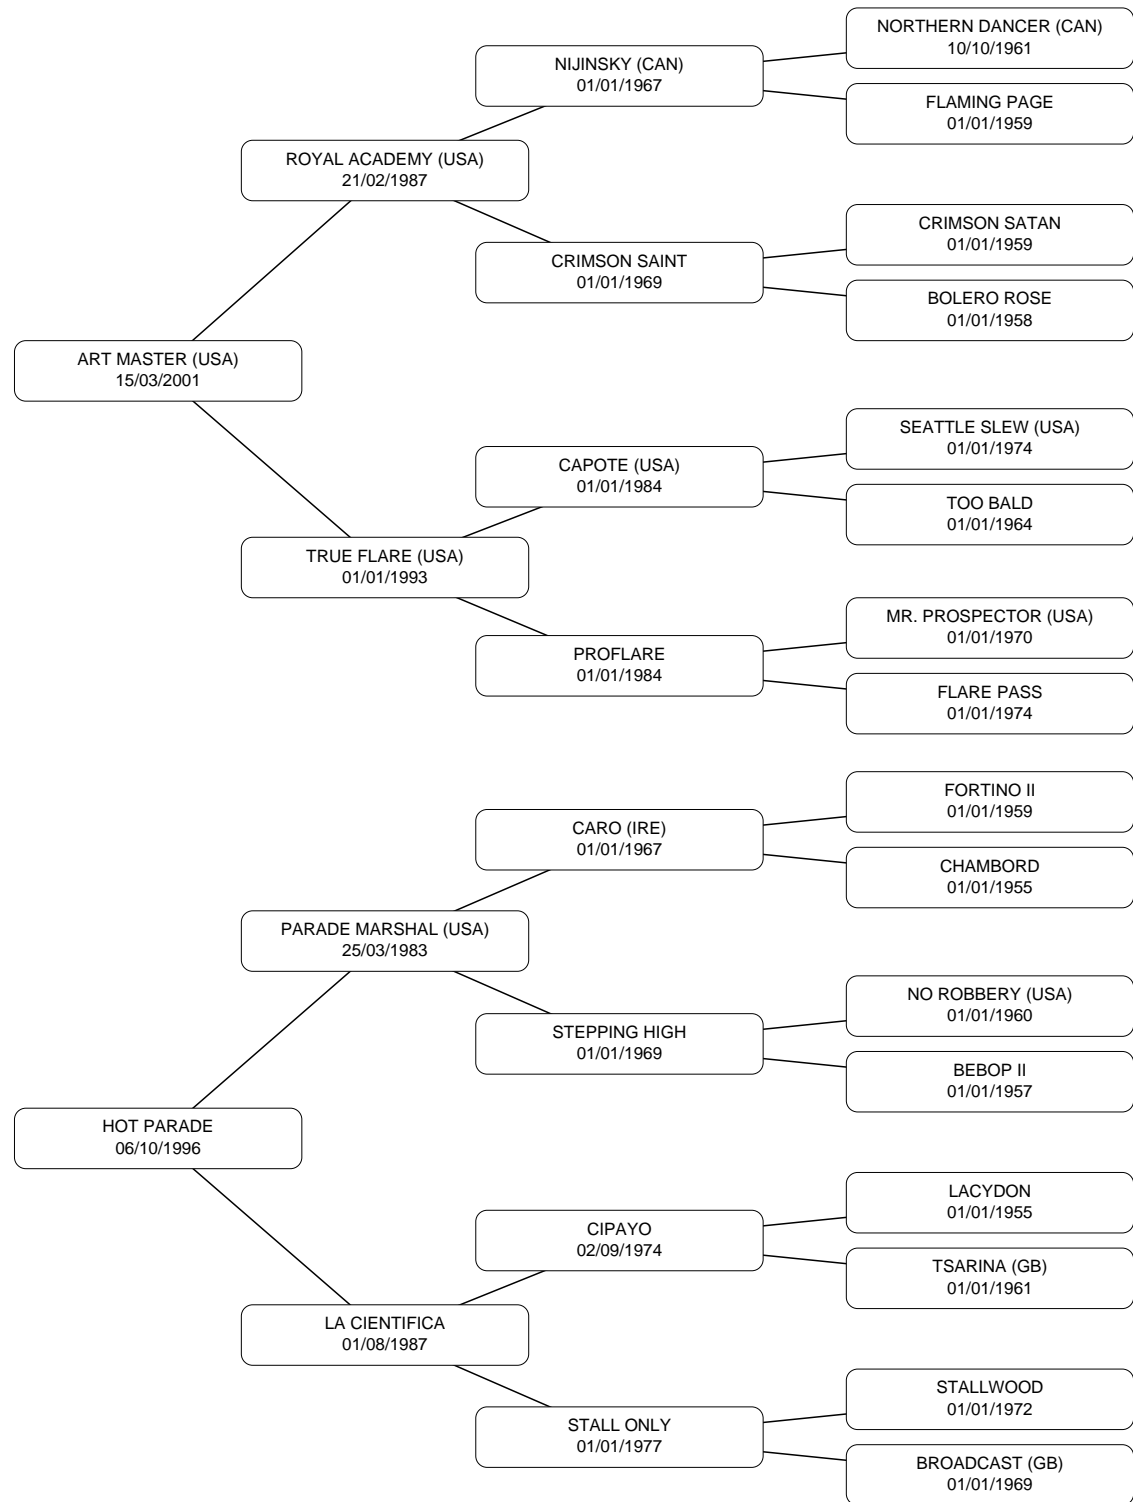 NORTHERN DANCER (CAN)
10/10/1961
NIJINSKY (CAN)
01/01/1967
FLAMING PAGE
01/01/1959
ROYAL ACADEMY (USA)
21/02/1987
CRIMSON SATAN
01/01/1959
CRIMSON SAINT
01/01/1969
BOLERO ROSE
01/01/1958
ART MASTER (USA)
15/03/2001
SEATTLE SLEW (USA)
01/01/1974
CAPOTE (USA)
01/01/1984
TOO BALD
01/01/1964
TRUE FLARE (USA)
01/01/1993
MR. PROSPECTOR (USA)
01/01/1970
PROFLARE
01/01/1984
FLARE PASS
01/01/1974
FORTINO II
01/01/1959
CARO (IRE)
01/01/1967
CHAMBORD
01/01/1955
PARADE MARSHAL (USA)
25/03/1983
NO ROBBERY (USA)
01/01/1960
STEPPING HIGH
01/01/1969
BEBOP II
01/01/1957
HOT PARADE
06/10/1996
LACYDON
01/01/1955
CIPAYO
02/09/1974
TSARINA (GB)
01/01/1961
LA CIENTIFICA
01/08/1987
STALLWOOD
01/01/1972
STALL ONLY
01/01/1977
BROADCAST (GB)
01/01/1969